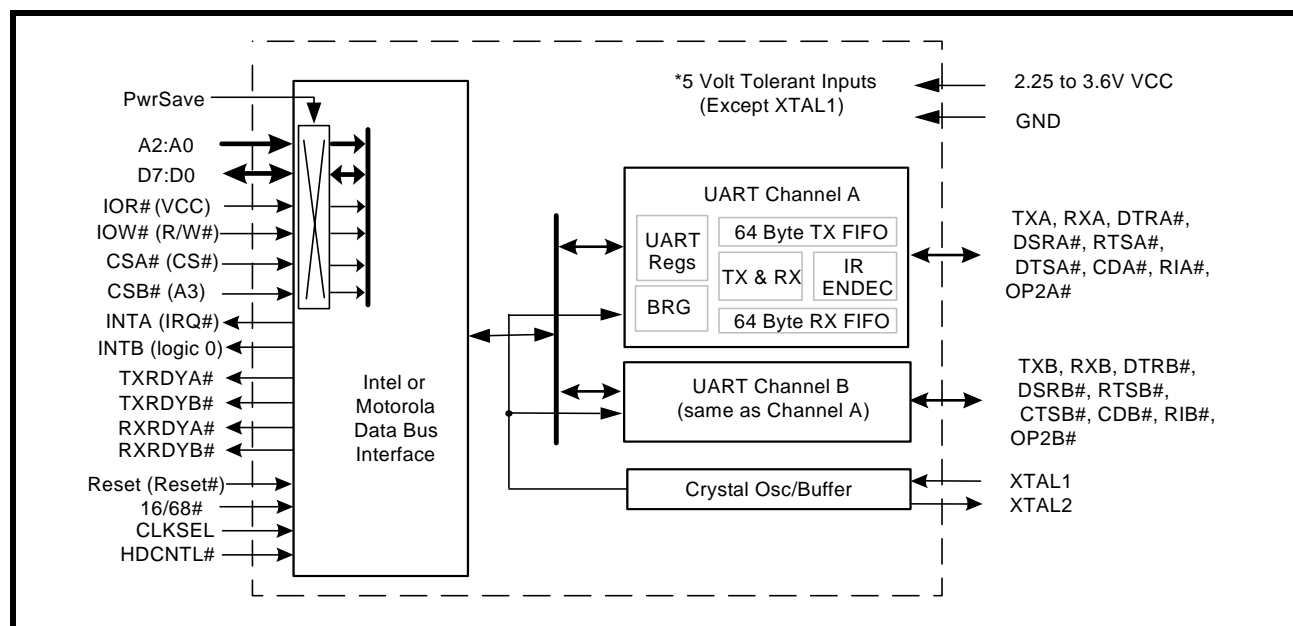 PwrSave
A2:A0
D7:D0
IOR# (VCC)
IOW# (R/W#)
CSA# (CS#)
CSB# (A3)
INTA (IRQ#)
INTB (logic 0)
TXRDYA#
TXRDYB#
RXRDYA#
RXRDYB#
Reset (Reset#)
16/68#
CLKSEL
HDCNTL#
Intel or
Motorola
Data Bus
Interface
*5 Volt Tolerant Inputs
(Except XTAL1)
2.25 to 3.6V VCC
GND
UART Channel A
UART
Regs
BRG
64 Byte TX FIFO
TX & RX
IR
ENDEC
64 Byte RX FIFO
TXA, RXA, DTRA#,
DSRA#, RTSA#,
DTSA#, CDA#, RIA#,
OP2A#
UART Channel B
(same as Channel A)
TXB, RXB, DTRB#,
DSRB#, RTSB#,
CTSB#, CDB#, RIB#,
OP2B#
Crystal Osc/Buffer
XTAL1
XTAL2